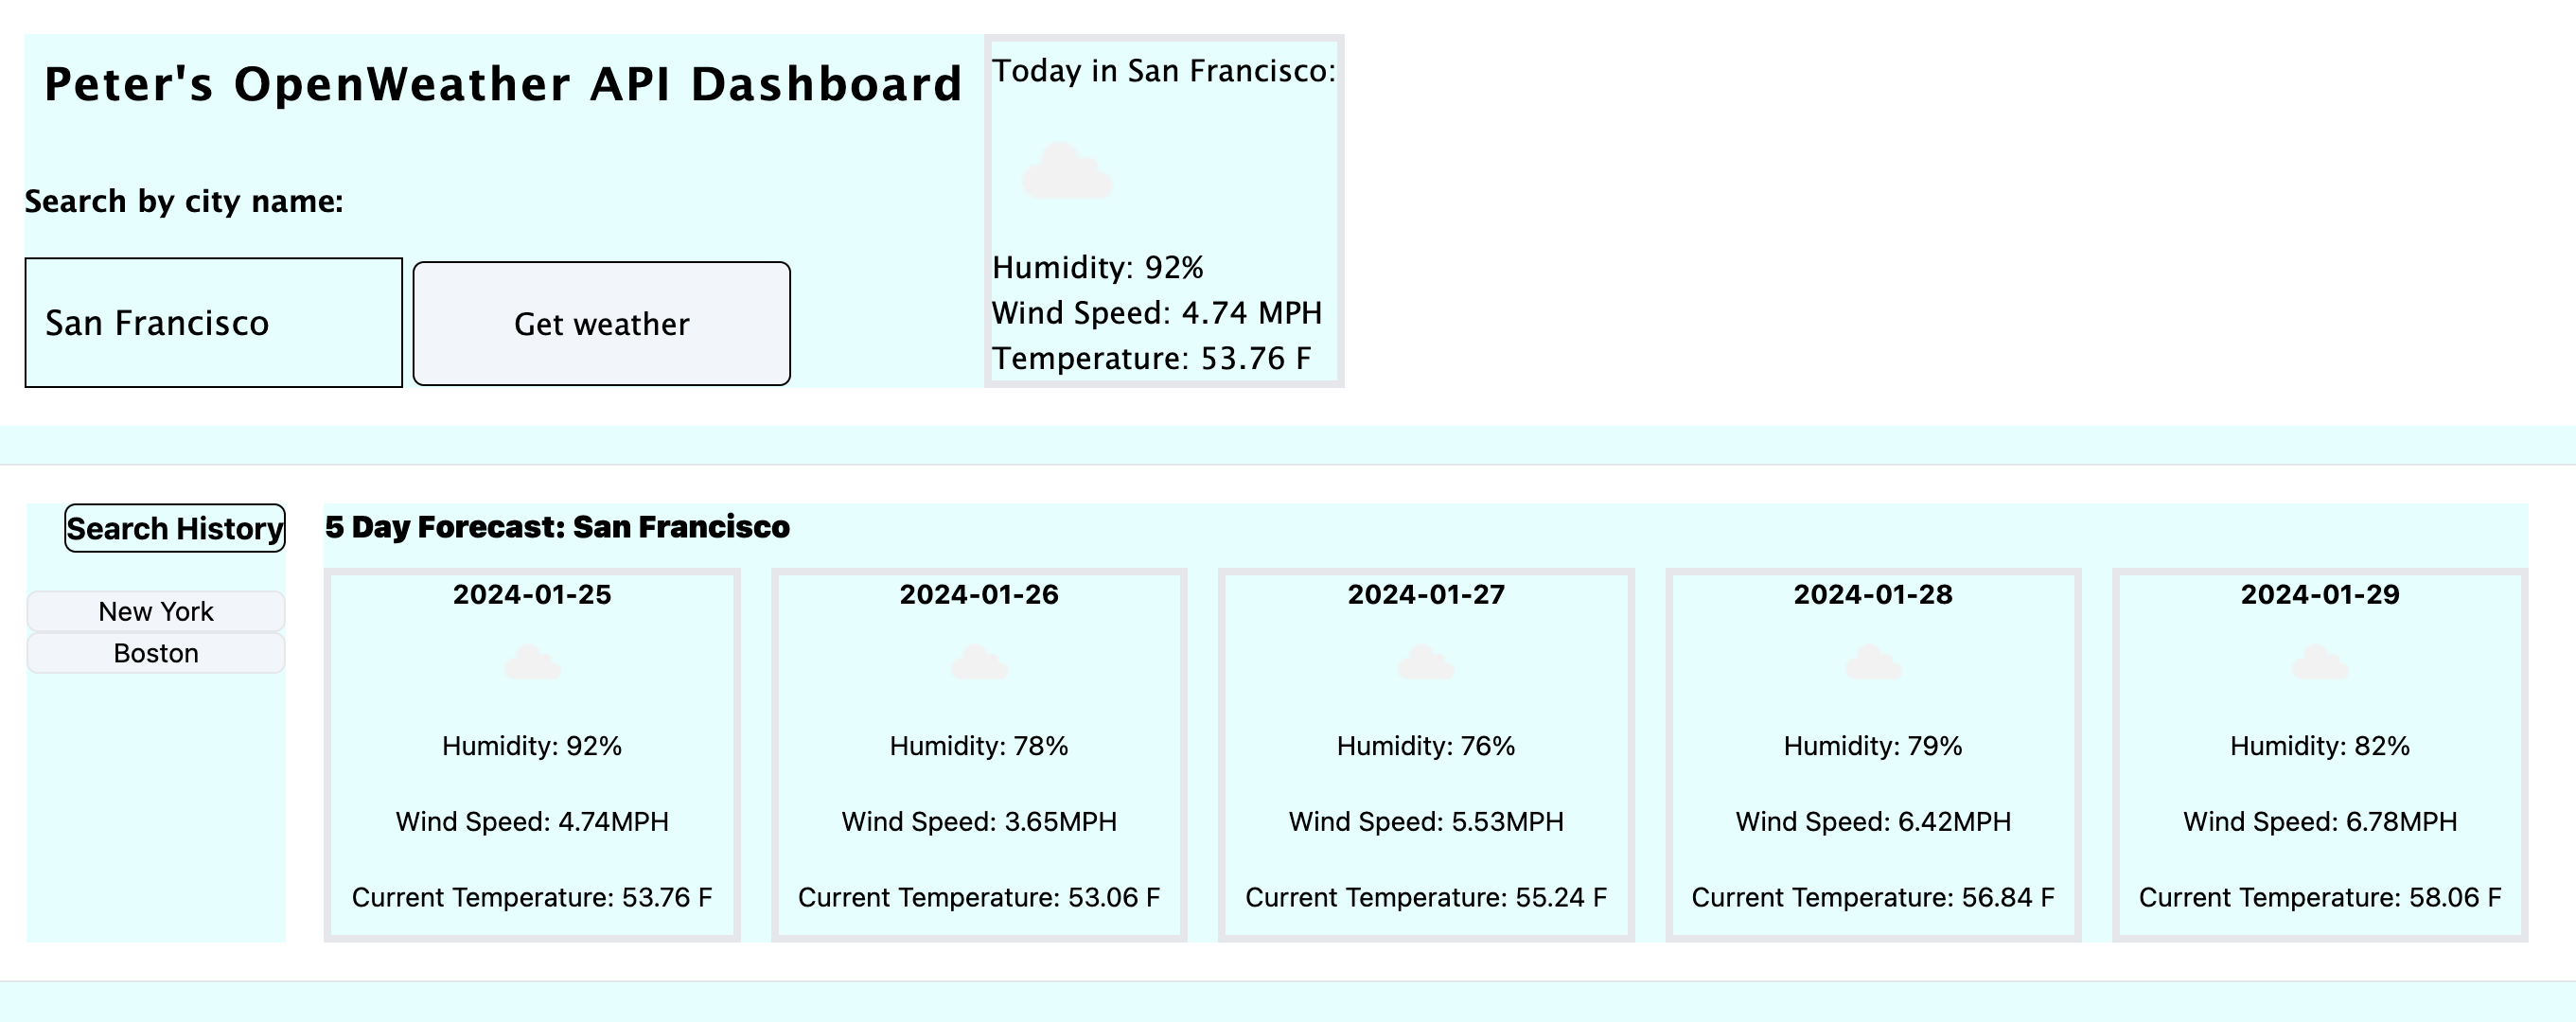 Peter's OpenWeather API Dashboard
Search by city name:
San Francisco
Get weather
Today in San Francisco:
Humidity: 92%
Wind Speed: 4.74 MPH
Temperature: 53.76 F
Search History
New York
Boston
5 Day Forecast: San Francisco
2024-01-25
Humidity: 92%
Wind Speed: 4.74MPH
Current Temperature: 53.76 F
2024-01-26
Humidity: 78%
Wind Speed: 3.65MPH
Current Temperature: 53.06 F
2024-01-27
Humidity: 76%
Wind Speed: 5.53MPH
Current Temperature: 55.24 F
2024-01-28
Humidity: 79%
Wind Speed: 6.42MPH
Current Temperature: 56.84 F
2024-01-29
Humidity: 82%
Wind Speed: 6.78MPH
Current Temperature: 58.06 F